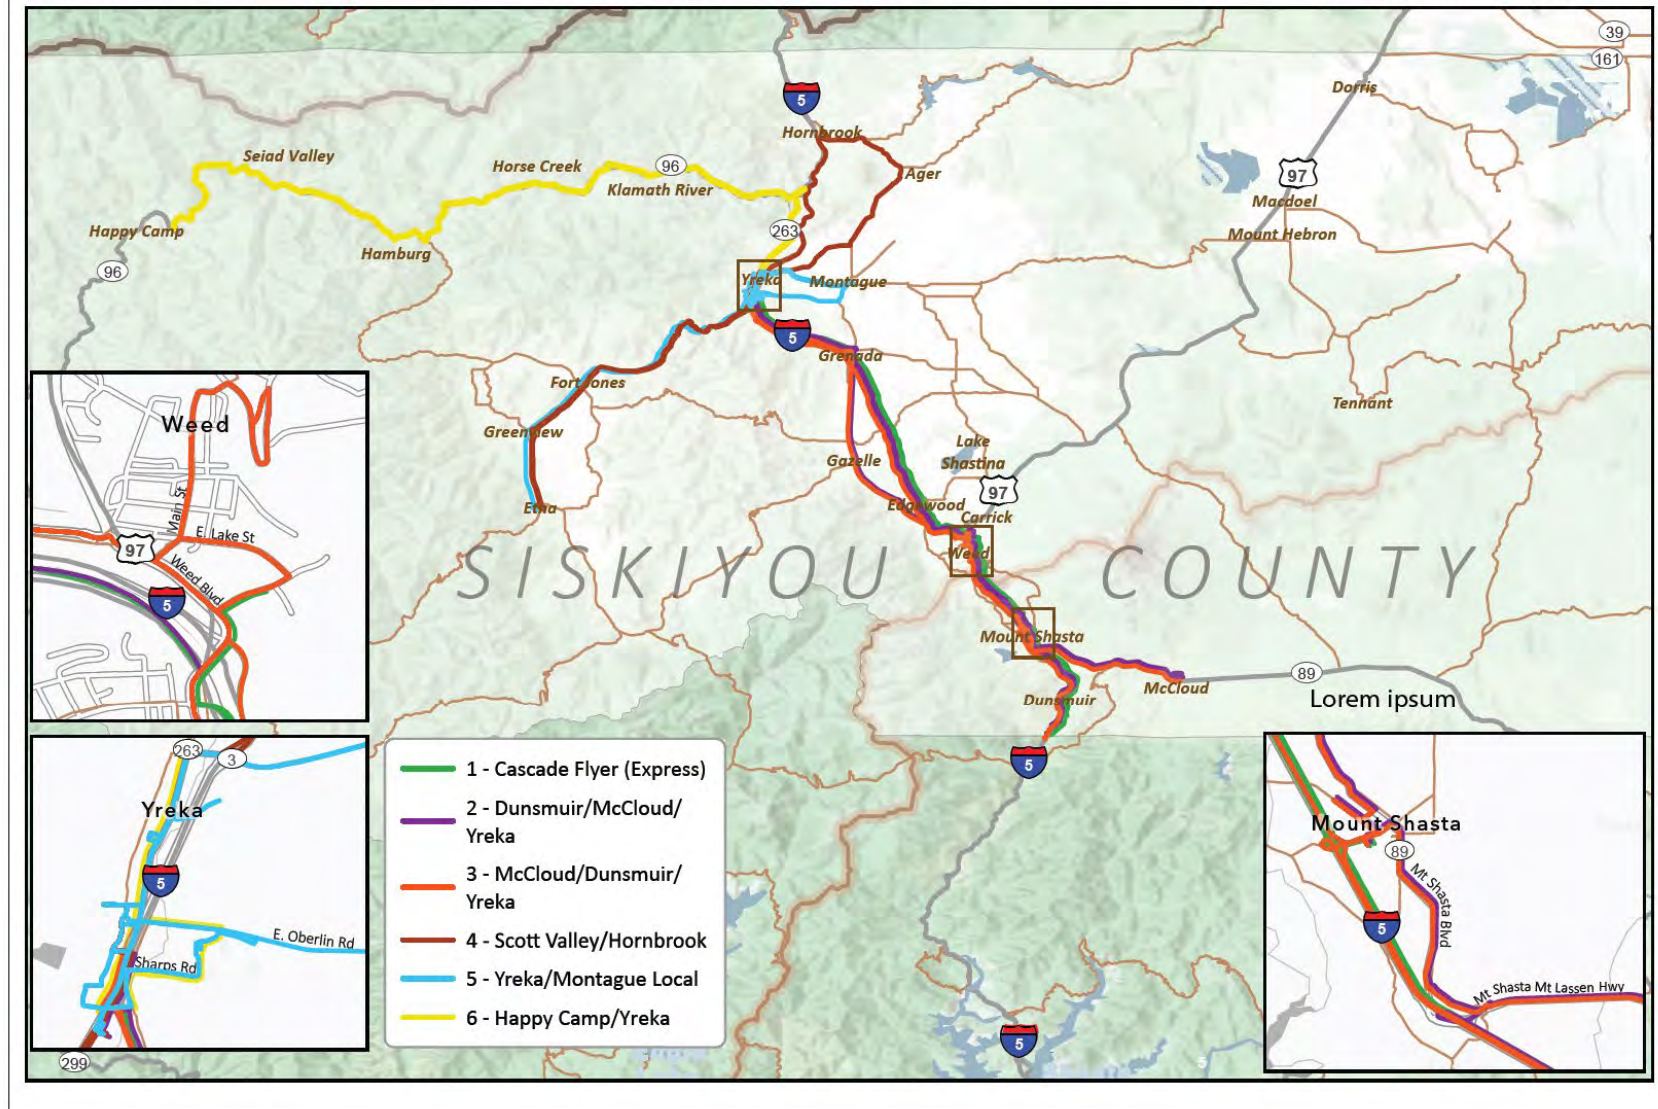 39
161
Dorris
5
Hornbrook
Seiad Valley
Horse Creek
96
Klamath River
Ager
97
Macdoel
Happy Camp
263
Mount Hebron
Hamburg
96
Yreka
Montague
5
Grenada
Fort Jones
Tennant
Greenview
Lake
Shastina
Gazelle
97
Etna
Edgewood
Carrick
Weed
SISKIYOU COUNTY
Mount Shasta
89
McCloud
Dunsmuir
Lorem ipsum
5
Weed
Main St
E. Lake St
97
Weed Blvd
5
263
3
Yreka
5
E. Oberlin Rd
Sharps Rd
299
1 - Cascade Flyer (Express)
2 - Dunsmuir/McCloud/
Yreka
3 - McCloud/Dunsmuir/
Yreka
4 - Scott Valley/Hornbrook
5 - Yreka/Montague Local
6 - Happy Camp/Yreka
5
5
Mount Shasta
89
Mt Shasta Blvd
5
Mt Shasta Mt Lassen Hwy